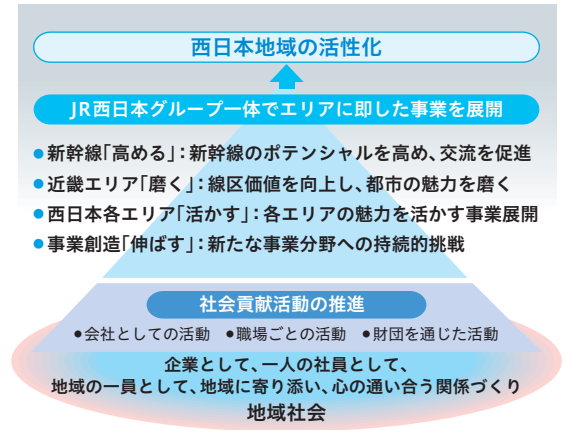 西日本地域の活性化
JR西日本グループ一体でエリアに即した事業を展開
●新幹線「高める」：新幹線のポテンシャルを高め、交流を促進
●近畿エリア「磨く」：線区価値を向上し、都市の魅力を磨く
●西日本各エリア「活かす」：各エリアの魅力を活かす事業展開
●事業創造「伸ばす」：新たな事業分野への持続的挑戦
社会貢献活動の推進
●会社としての活動 ●職場ごとの活動 ●財団を通じた活動
企業として、一人の社員として、
地域の一員として、地域に寄り添い、心の通い合う関係づくり
地域社会